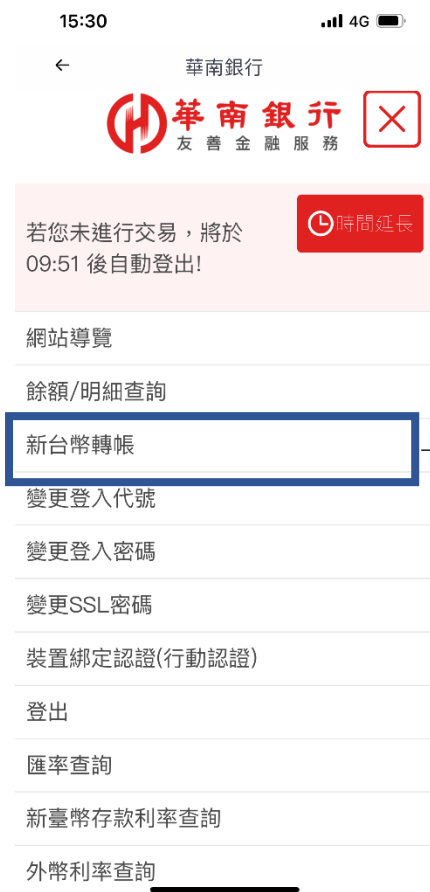 15:30
4G
華南銀行
華南銀行
友善金融服務
若您未進行交易，將於
09:51 後自動登出!
時間延長
網站導覽
餘額/明細查詢
新台幣轉帳
變更登入代號
變更登入密碼
變更SSL密碼
裝置綁定認證(行動認證)
登出
匯率查詢
新臺幣存款利率查詢
外幣利率查詢